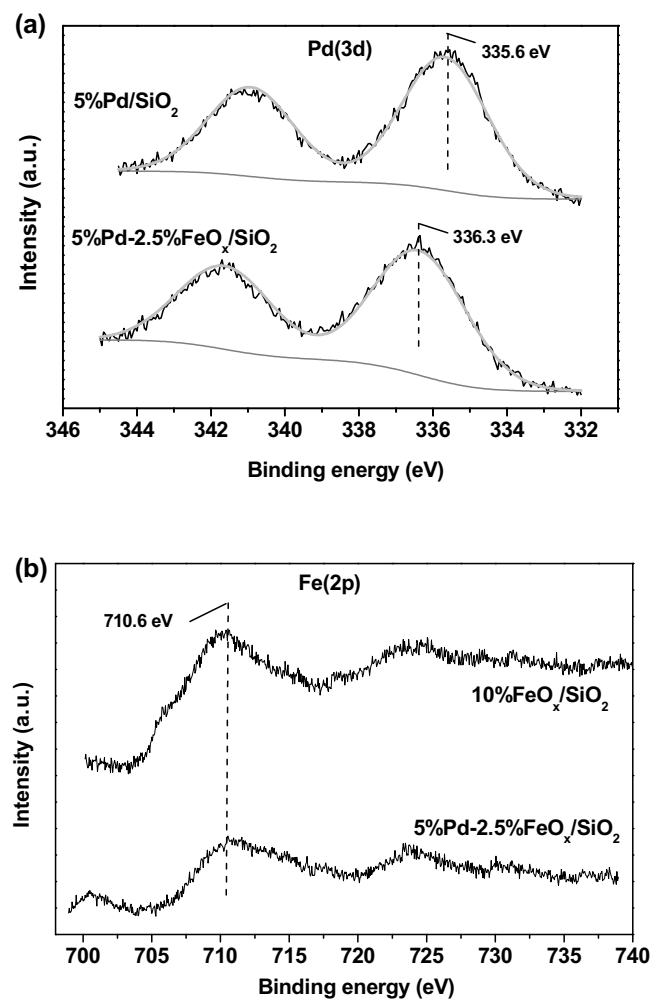 (a)
Pd(3d)
335.6 eV
5%Pd/SiO₂
5%Pd-2.5%FeOₓ/SiO₂
336.3 eV
Intensity (a.u.)
346 344 342 340 338 336 334 332
Binding energy (eV)
(b)
Fe(2p)
710.6 eV
10%FeOₓ/SiO₂
5%Pd-2.5%FeOₓ/SiO₂
Intensity (a.u.)
700 705 710 715 720 725 730 735 740
Binding energy (eV)